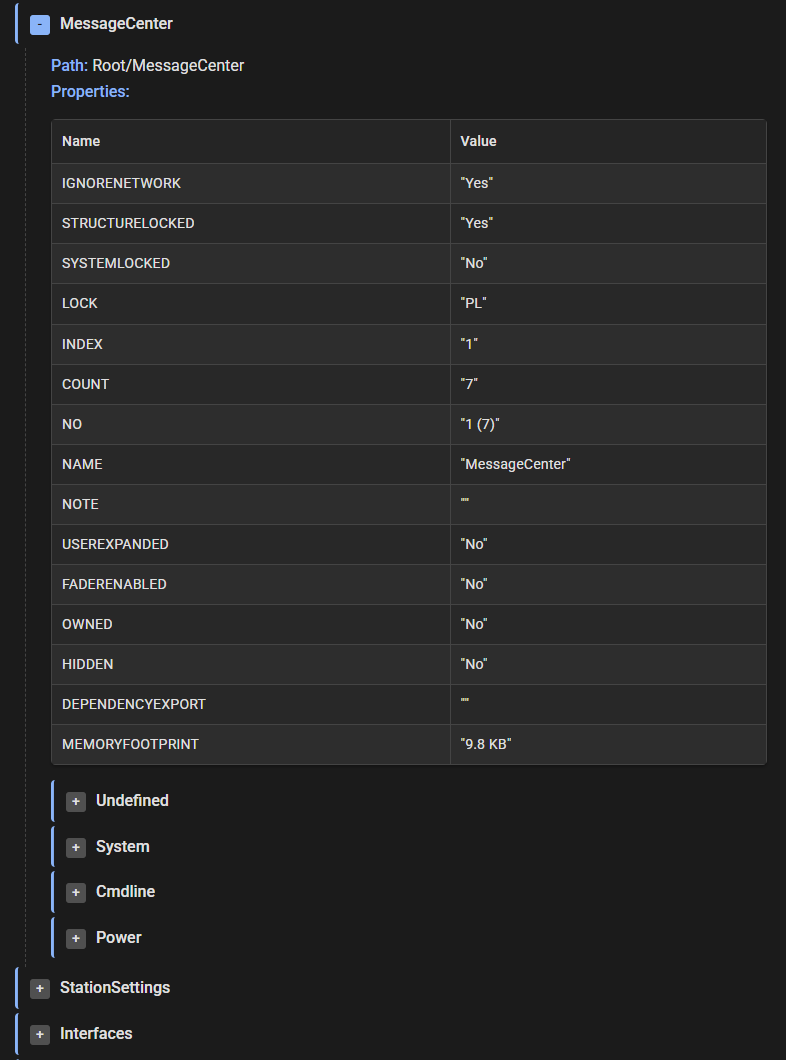 - MessageCenter
Path: Root/MessageCenter
Properties:
Name Value
IGNORENETWORK "Yes"
STRUCTURELOCKED "Yes"
SYSTEMLOCKED "No"
LOCK "PL"
INDEX "1"
COUNT "7"
NO "1 (7)"
NAME "MessageCenter"
NOTE ""
USEREXPANDED "No"
FADERENABLED "No"
OWNED "No"
HIDDEN "No"
DEPENDENCYEXPORT ""
MEMORYFOOTPRINT "9.8 KB"
+ Undefined
+ System
+ Cmdline
+ Power
+ StationSettings
+ Interfaces